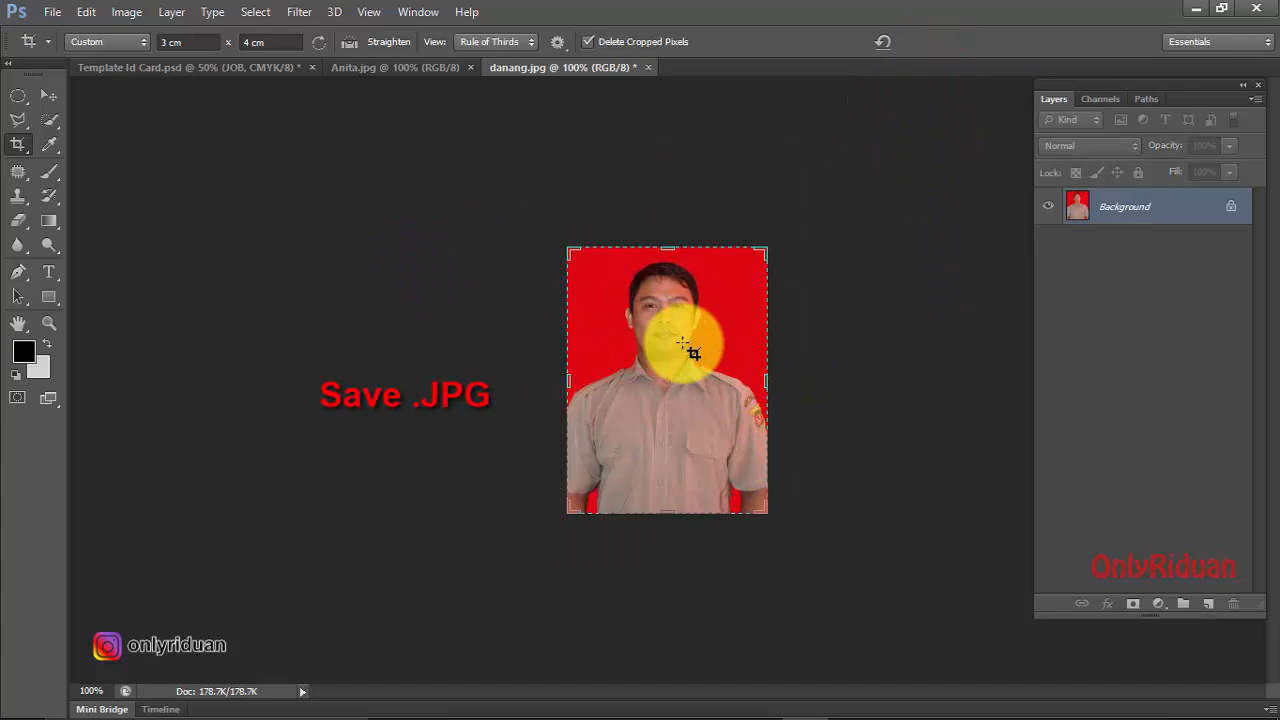 Ps File Edit Image Layer Type Select Filter 3D View Window Help
Custom 3 cm x 4 cm Straighten View: Rule of Thirds Delete Cropped Pixels Essentials
Template Id Card.psd @ 50% (JOB, CMYK/8) * × Anita.jpg @ 100% (RGB/8) × danang.jpg @ 100% (RGB/8) * ×
Layers Channels Paths
Kind
Normal Opacity: 100%
Lock: Fill: 100%
Background
Save .JPG
OnlyRiduan
onlyriduan
100% Doc: 178.7K/178.7K
Mini Bridge Timeline